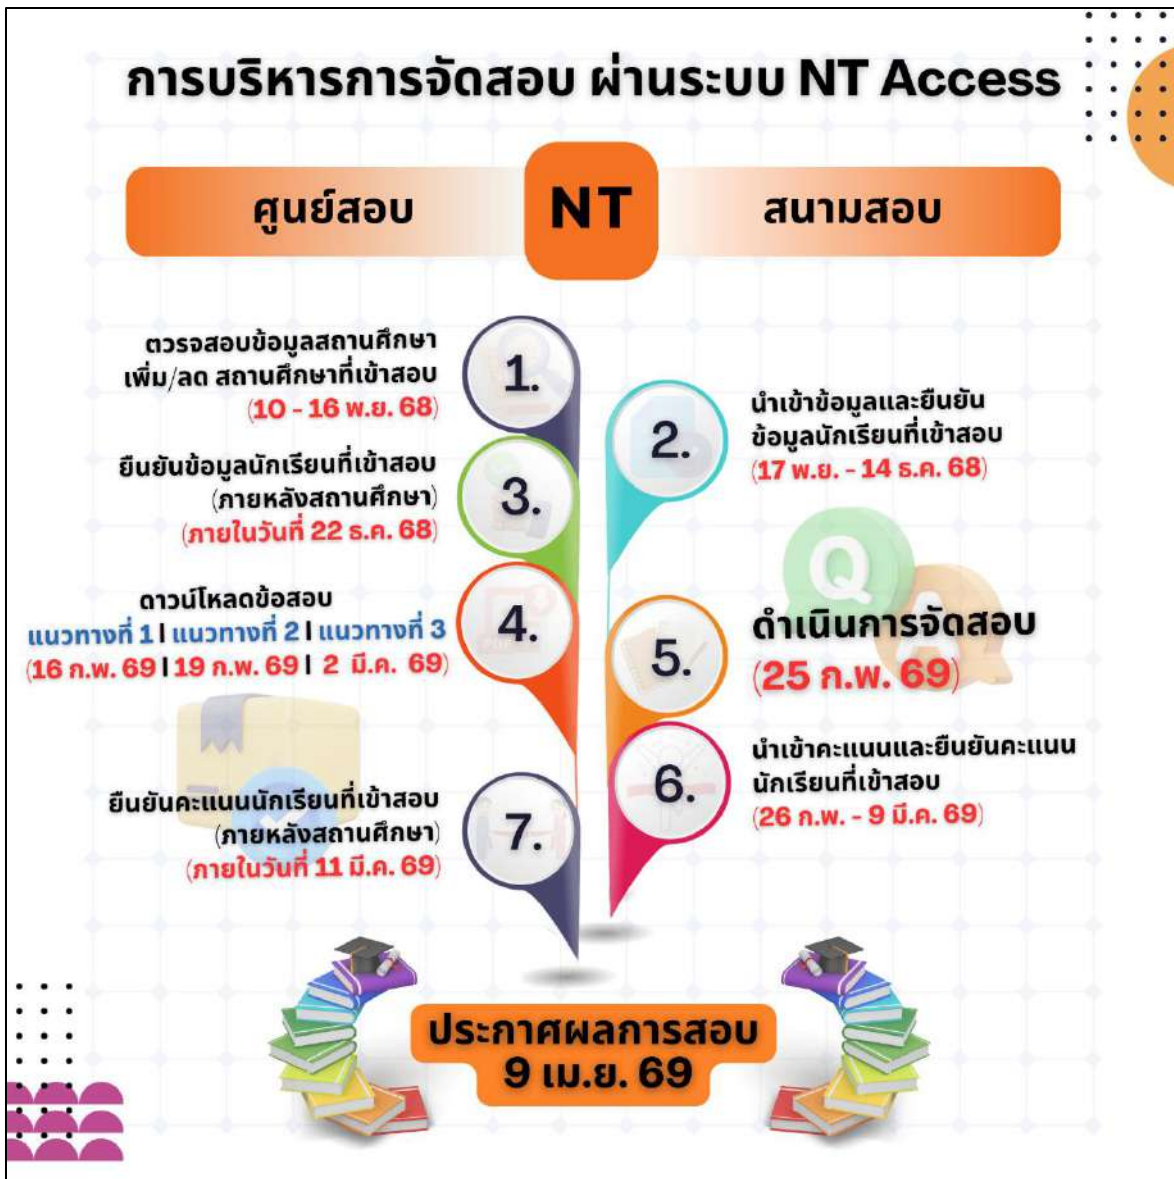 การบริหารการจัดสอบ ผ่านระบบ NT Access
ศูนย์สอบ
NT
สนามสอบ
1.
ตวรจสอบข้อมูลสถานศึกษา
เพิ่ม/ลด สถานศึกษาที่เข้าสอบ
(10 - 16 พ.ย. 68)
2.
นำเข้าข้อมูลและยืนยัน
ข้อมูลนักเรียนที่เข้าสอบ
(17 พ.ย. - 14 ธ.ค. 68)
3.
ยืนยันข้อมูลนักเรียนที่เข้าสอบ
(ภายหลังสถานศึกษา)
(ภายในวันที่ 22 ธ.ค. 68)
4.
ดาวน์โหลดข้อสอบ
แนวทางที่ 1 | แนวทางที่ 2 | แนวทางที่ 3
(16 ก.พ. 69 | 19 ก.พ. 69 | 2 มี.ค. 69)
Q
A
5.
ดำเนินการจัดสอบ
(25 ก.พ. 69)
6.
นำเข้าคะแนนและยืนยันคะแนน
นักเรียนที่เข้าสอบ
(26 ก.พ. - 9 มี.ค. 69)
7.
ยืนยันคะแนนนักเรียนที่เข้าสอบ
(ภายหลังสถานศึกษา)
(ภายในวันที่ 11 มี.ค. 69)
ประกาศผลการสอบ
9 เม.ย. 69